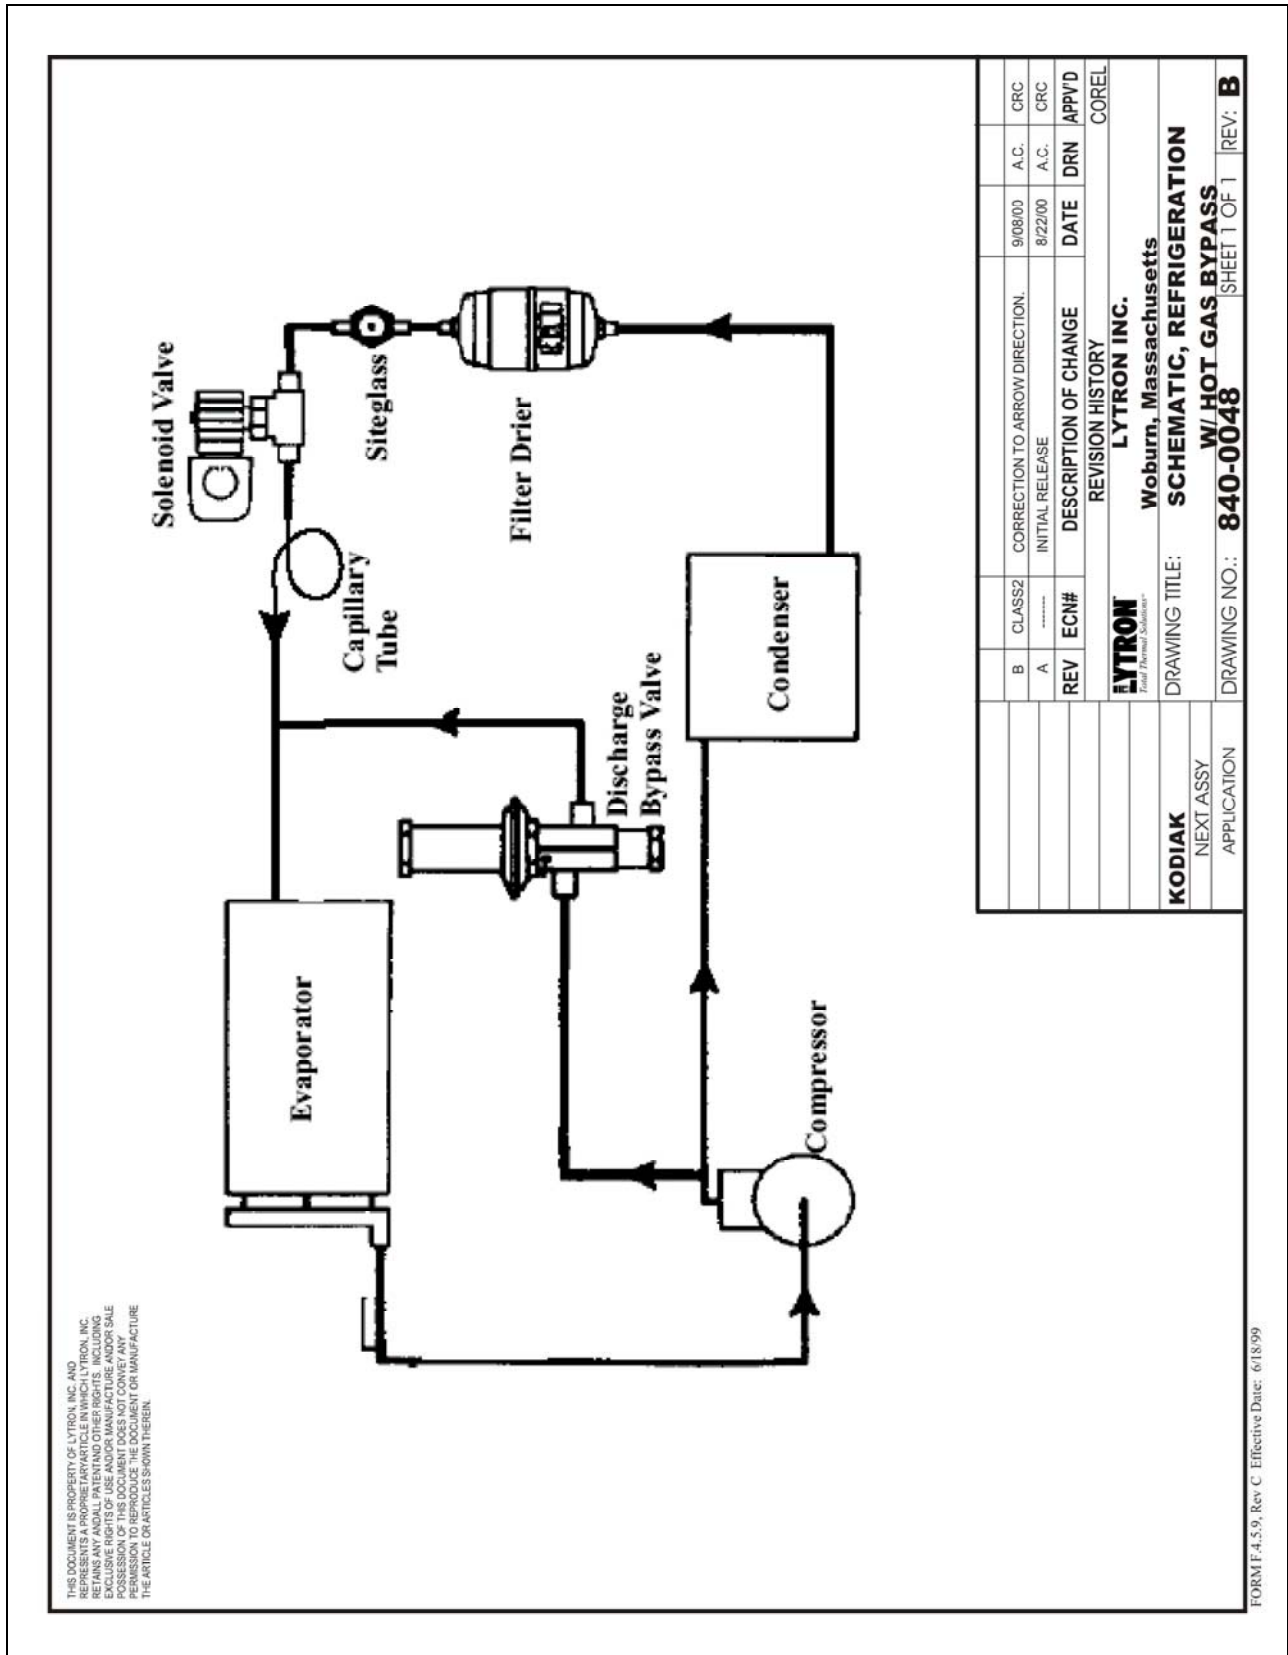 THIS DOCUMENT IS PROPERTY OF LYTRON, INC. AND
REPRESENTS A PROPRIETARYARTICLE IN WHICH LYTRON, INC.
RETAINS ANY ANDALL PATENTAND OTHER RIGHTS, INCLUDING
EXCLUSIVE RIGHTS OF USE AND/OR MANUFACTURE AND/OR SALE
POSSESSION OF THIS DOCUMENT DOES NOT CONVEY ANY
PERMISSION TO REPRODUCE THE DOCUMENT OR MANUFACTURE
THE ARTICLE OR ARTICLES SHOWN THEREIN.
Solenoid Valve
Evaporator
Capillary
Tube
Siteglass
Filter Drier
Discharge
Bypass Valve
Condenser
Compressor
B CLASS2 CORRECTION TO ARROW DIRECTION. 9/08/00 A.C. CRC
A ------- INITIAL RELEASE 8/22/00 A.C. CRC
REV ECN# DESCRIPTION OF CHANGE DATE DRN APPV'D
REVISION HISTORY COREL
LYTRON
Total Thermal Solutions
LYTRON INC.
Woburn, Massachusetts
KODIAK
NEXT ASSY
APPLICATION
DRAWING TITLE: SCHEMATIC, REFRIGERATION
W/ HOT GAS BYPASS
DRAWING NO.: 840-0048 SHEET 1 OF 1 REV: B
FORM F.4.5.9, Rev C Effective Date: 6/18/99